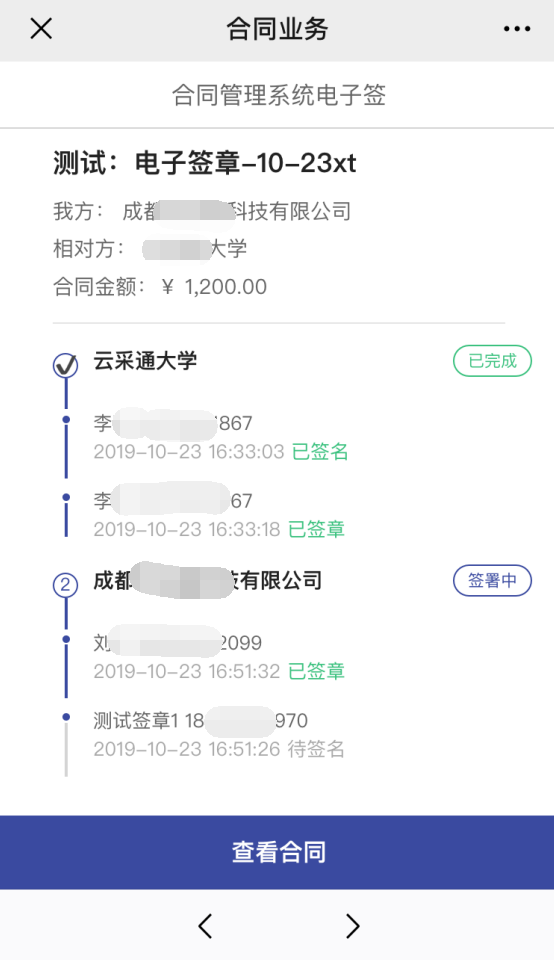 合同业务
合同管理系统电子签
测试：电子签章-10-23xt
我方： 成都 科技有限公司
相对方： 大学
合同金额：￥ 1,200.00
云采通大学
已完成
李 1867
2019-10-23 16:33:03 已签名
李 67
2019-10-23 16:33:18 已签章
2
成都 技有限公司
签署中
刘 2099
2019-10-23 16:51:32 已签章
测试签章1 18 970
2019-10-23 16:51:26 待签名
查看合同